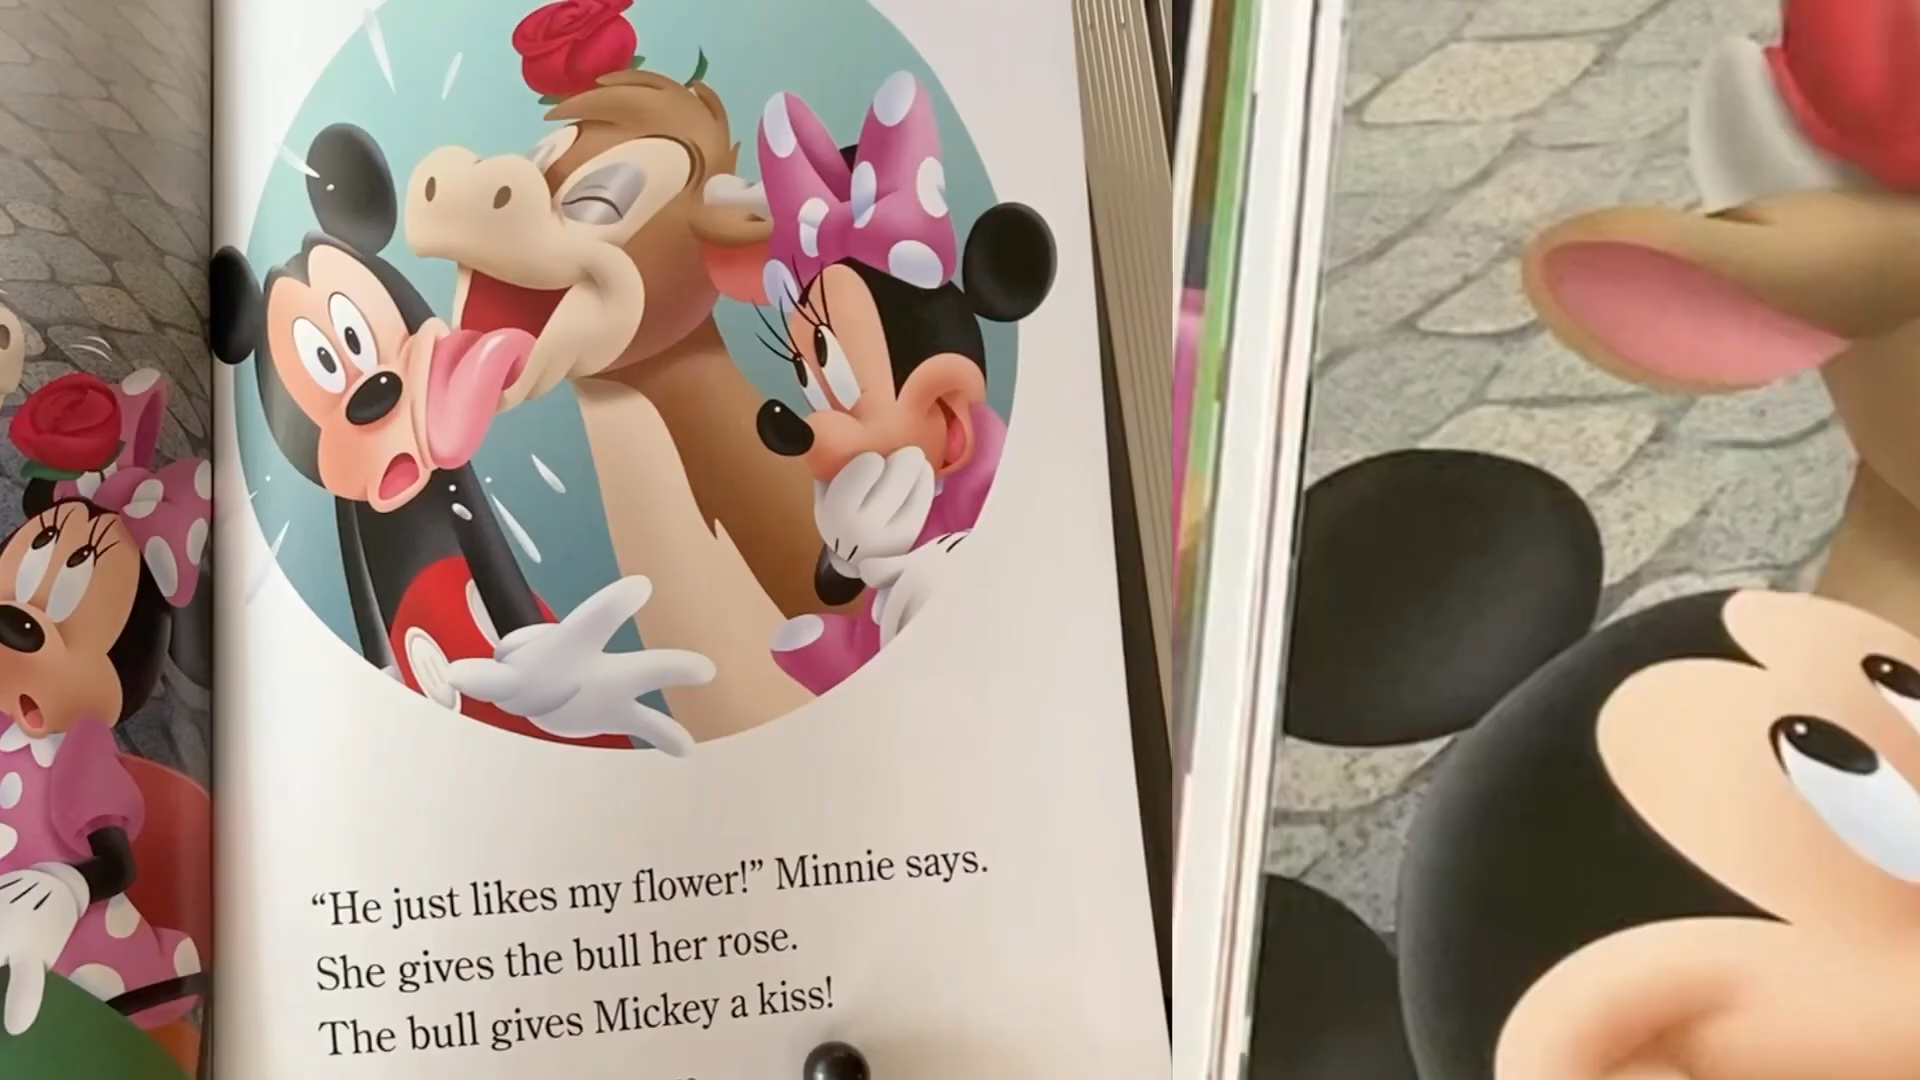 “He just likes my flower!” Minnie says.
She gives the bull her rose.
The bull gives Mickey a kiss!